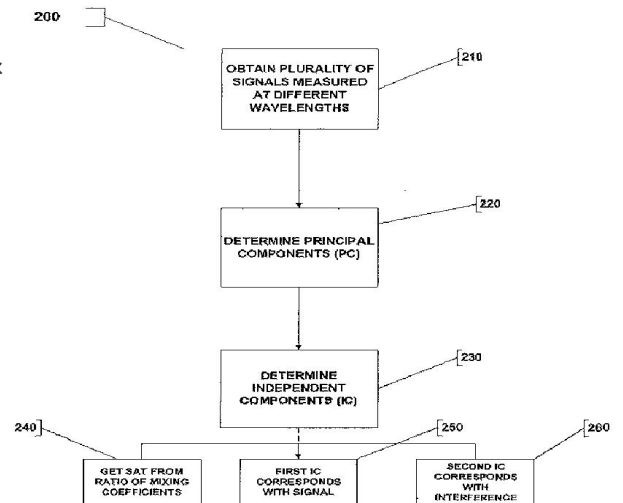 200
210
OBTAIN PLURALITY OF
SIGNALS MEASURED
AT DIFFERENT
WAVELENGTHS
220
DETERMINE PRINCIPAL
COMPONENTS (PC)
230
DETERMINE
INDEPENDENT
COMPONENTS (IC)
240
250
260
GET SAT FROM
RATIO OF MIXING
COEFFICIENTS
FIRST IC
CORRESPONDS
WITH SIGNAL
SECOND IC
CORRESPONDS
WITH
INTERFERENCE